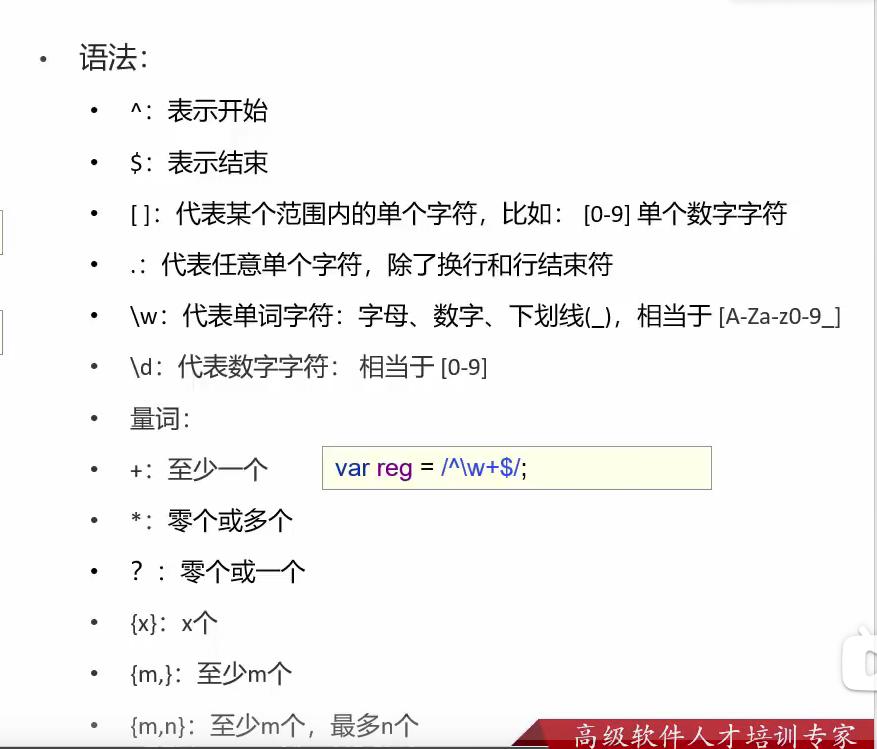 • 语法：
• ^：表示开始
• $：表示结束
• [ ]：代表某个范围内的单个字符，比如： [0-9] 单个数字字符
• .：代表任意单个字符，除了换行和行结束符
• \w：代表单词字符：字母、数字、下划线(_)，相当于 [A-Za-z0-9_]
• \d：代表数字字符： 相当于 [0-9]
• 量词：
• +：至少一个 var reg = /^\w+$/;
• *：零个或多个
• ？：零个或一个
• {x}：x个
• {m,}：至少m个
• {m,n}：至少m个，最多n个
高级软件人才培训专家